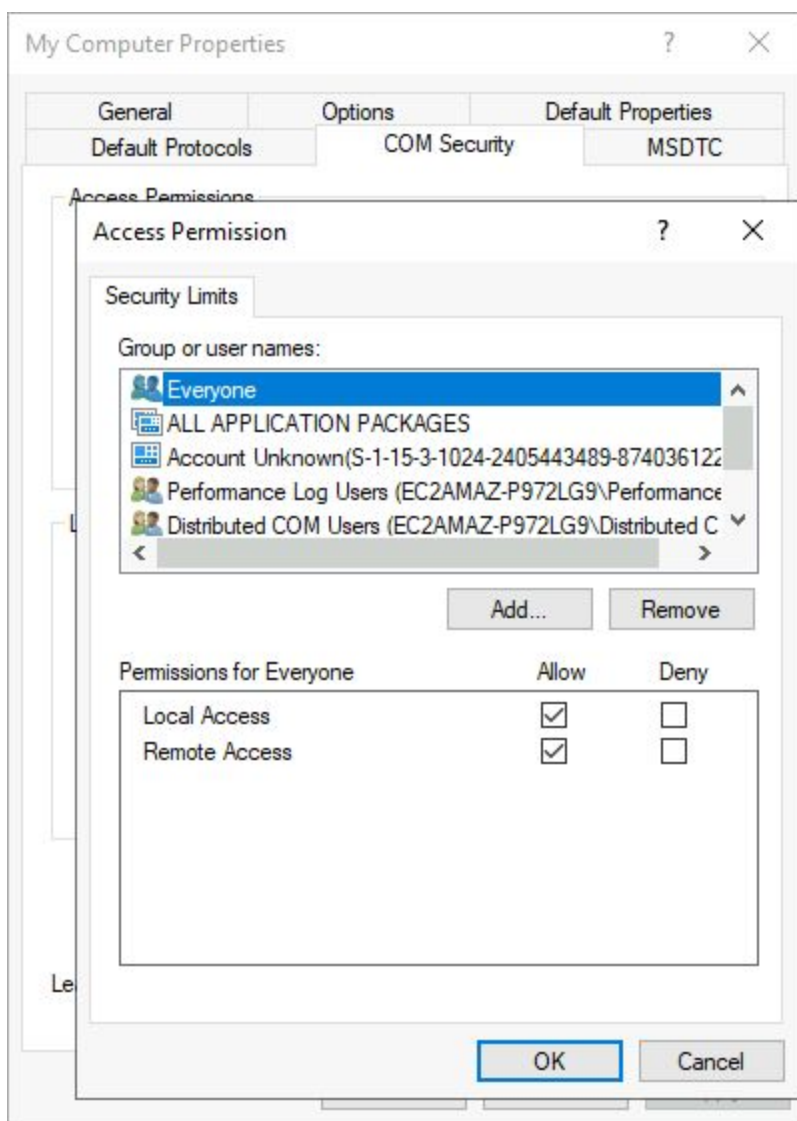 My Computer Properties ?
General Options Default Properties
Default Protocols COM Security MSDTC
Access Permissions
Access Permission ?
Security Limits
Group or user names:
Everyone
ALL APPLICATION PACKAGES
Account Unknown(S-1-15-3-1024-2405443489-874036122
Performance Log Users (EC2AMAZ-P972LG9\Performance
Distributed COM Users (EC2AMAZ-P972LG9\Distributed C
Add... Remove
Permissions for Everyone Allow Deny
Local Access
Remote Access
Le
OK Cancel